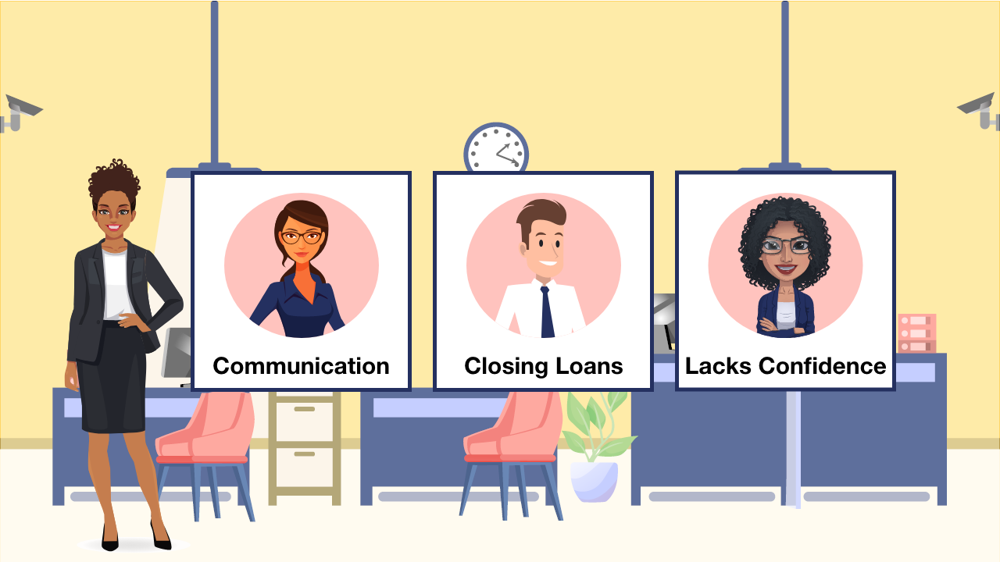 Communication
Closing Loans
Lacks Confidence